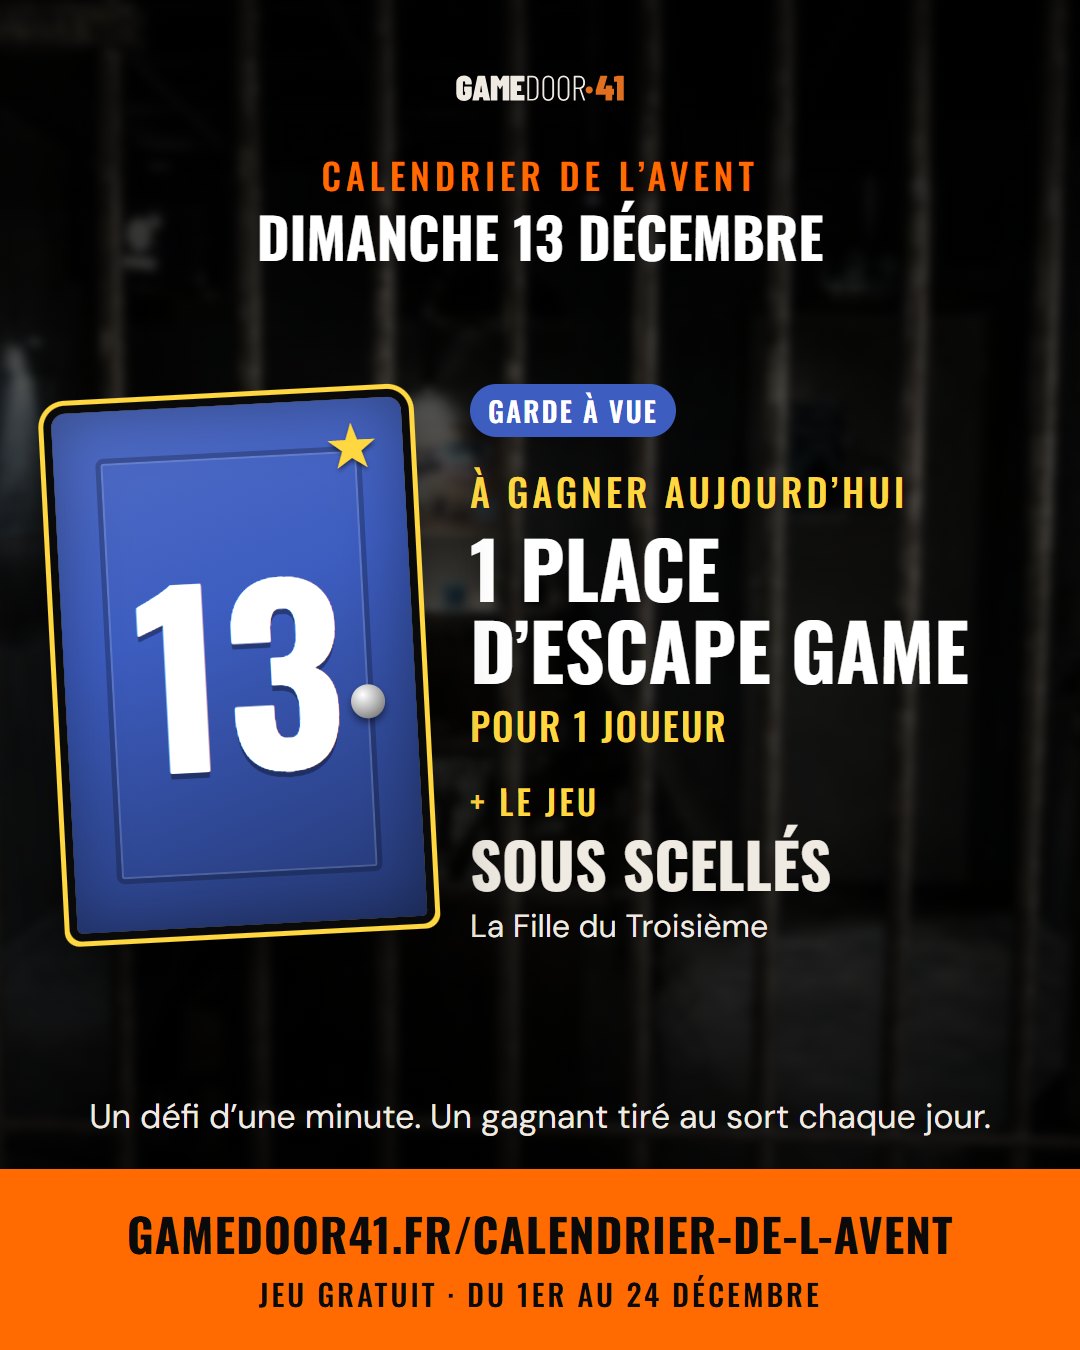 GAMEDOOR·41
CALENDRIER DE L’AVENT
DIMANCHE 13 DÉCEMBRE
13
GARDE À VUE
À GAGNER AUJOURD’HUI
1 PLACE
D’ESCAPE GAME
POUR 1 JOUEUR
+ LE JEU
SOUS SCELLÉS
La Fille du Troisième
Un défi d’une minute. Un gagnant tiré au sort chaque jour.
GAMEDOOR41.FR/CALENDRIER-DE-L-AVENT
JEU GRATUIT · DU 1ER AU 24 DÉCEMBRE